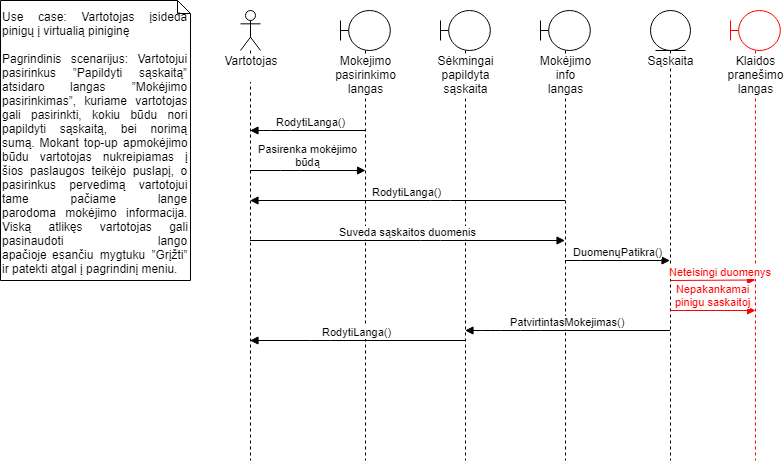 Use case: Vartotojas įsideda
pinigų į virtualią piniginę
Pagrindinis scenarijus: Vartotojui
pasirinkus "Papildyti sąskaitą"
atsidaro langas "Mokėjimo
pasirinkimas", kuriame vartotojas
gali pasirinkti, kokiu būdu nori
papildyti sąskaitą, bei norimą
sumą. Mokant top-up apmokėjimo
būdu vartotojas nukreipiamas į
šios paslaugos teikėjo puslapį, o
pasirinkus pervedimą vartotojui
tame pačiame lange
parodoma mokėjimo informacija.
Viską atlikęs vartotojas gali
pasinaudoti lango
apačioje esančiu mygtuku "Grįžti"
ir patekti atgal į pagrindinį meniu.
Vartotojas
Mokejimo
pasirinkimo
langas
Sėkmingai
papildyta
sąskaita
Mokėjimo
info
langas
Sąskaita
Klaidos
pranešimo
langas
RodytiLanga()
Pasirenka mokėjimo
būdą
RodytiLanga()
Suveda sąskaitos duomenis
DuomenųPatikra()
Neteisingi duomenys
Nepakankamai
pinigu saskaitoj
PatvirtintasMokejimas()
RodytiLanga()